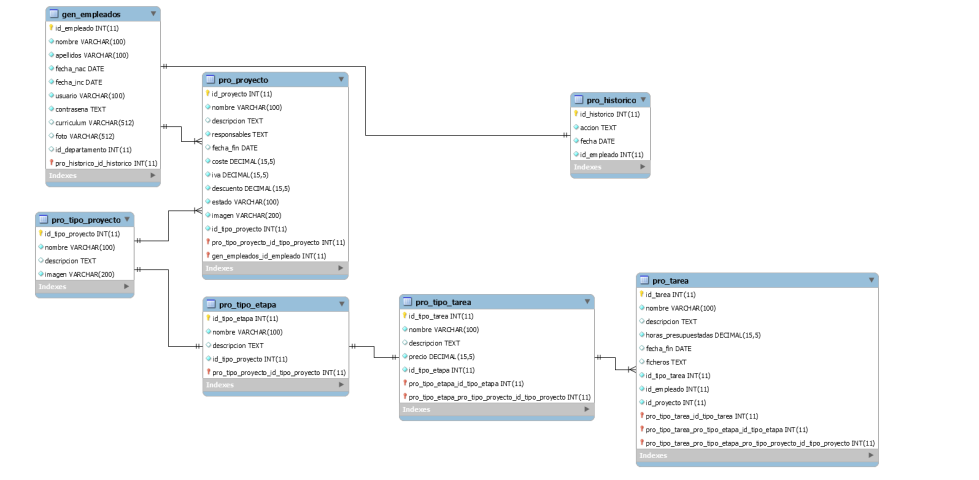 gen_empleados
id_empleado INT(11)
nombre VARCHAR(100)
apellidos VARCHAR(100)
fecha_nac DATE
fecha_inc DATE
usuario VARCHAR(100)
contrasena TEXT
curriculum VARCHAR(512)
foto VARCHAR(512)
id_departamento INT(11)
pro_historico_id_historico INT(11)
Indexes
pro_proyecto
id_proyecto INT(11)
nombre VARCHAR(100)
descripcion TEXT
responsables TEXT
fecha_fin DATE
coste DECIMAL(15,5)
iva DECIMAL(15,5)
descuento DECIMAL(15,5)
estado VARCHAR(100)
imagen VARCHAR(200)
id_tipo_proyecto INT(11)
pro_tipo_proyecto_id_tipo_proyecto INT(11)
gen_empleados_id_empleado INT(11)
Indexes
pro_historico
id_historico INT(11)
accion TEXT
fecha DATE
id_empleado INT(11)
Indexes
pro_tipo_proyecto
id_tipo_proyecto INT(11)
nombre VARCHAR(100)
descripcion TEXT
imagen VARCHAR(200)
Indexes
pro_tipo_etapa
id_tipo_etapa INT(11)
nombre VARCHAR(100)
descripcion TEXT
id_tipo_proyecto INT(11)
pro_tipo_proyecto_id_tipo_proyecto INT(11)
Indexes
pro_tipo_tarea
id_tipo_tarea INT(11)
nombre VARCHAR(100)
descripcion TEXT
precio DECIMAL(15,5)
id_tipo_etapa INT(11)
pro_tipo_etapa_id_tipo_etapa INT(11)
pro_tipo_etapa_pro_tipo_proyecto_id_tipo_proyecto INT(11)
Indexes
pro_tarea
id_tarea INT(11)
nombre VARCHAR(100)
descripcion TEXT
horas_presupuestadas DECIMAL(15,5)
fecha_fin DATE
ficheros TEXT
id_tipo_tarea INT(11)
id_empleado INT(11)
id_proyecto INT(11)
pro_tipo_tarea_id_tipo_tarea INT(11)
pro_tipo_tarea_pro_tipo_etapa_id_tipo_etapa INT(11)
pro_tipo_tarea_pro_tipo_etapa_pro_tipo_proyecto_id_tipo_proyecto INT(11)
Indexes